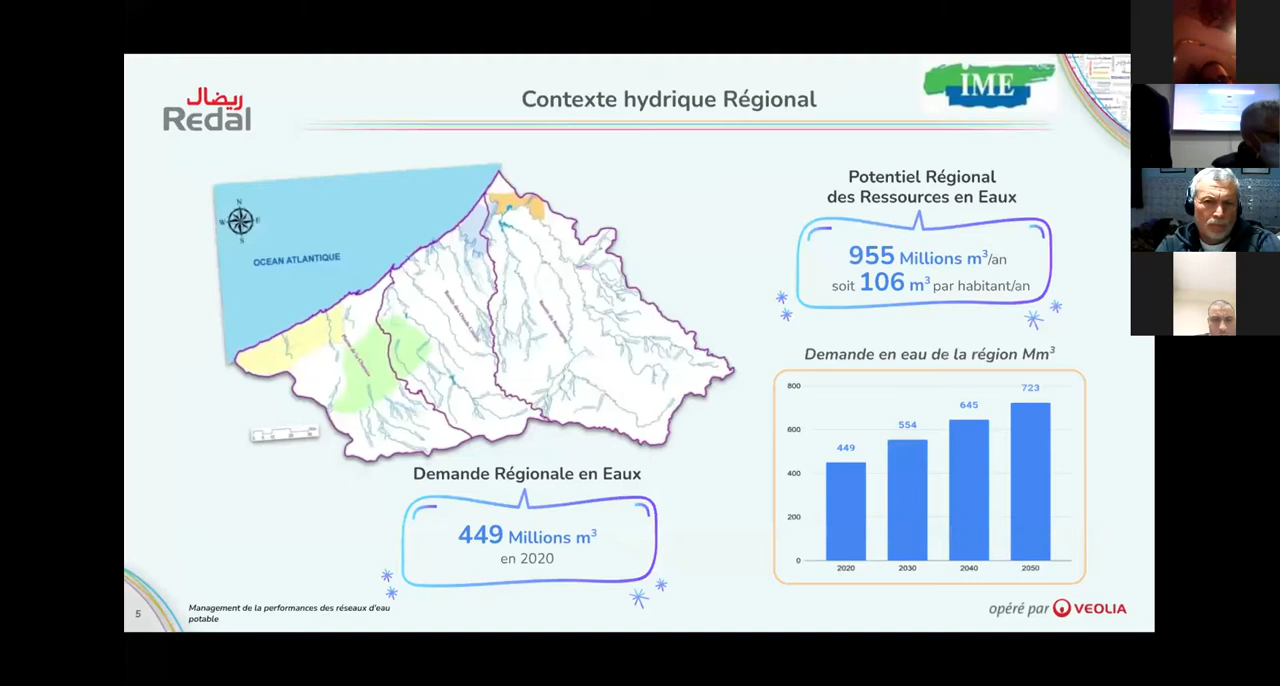 ريضال
Redal
Contexte hydrique Régional
IME
N
W
E
S
OCEAN ATLANTIQUE
Potentiel Régional
des Ressources en Eaux
955 Millions m³/an
soit 106 m³ par habitant/an
Demande en eau de la région Mm³
800
600
400
200
0
449
554
645
723
2020
2030
2040
2050
Demande Régionale en Eaux
449 Millions m³
en 2020
5
Management de la performances des réseaux d'eau
potable
opéré par VEOLIA